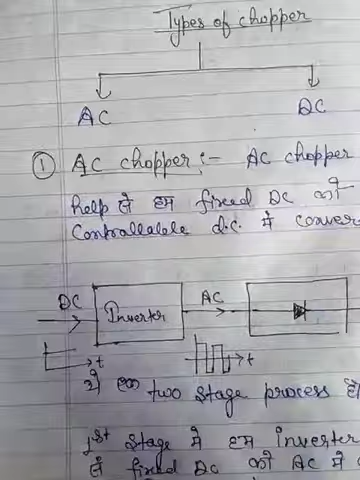 Types of chopper
AC DC
① AC chopper :- AC chopper
help से हम fixed DC को
Controllable d.c. में conver
DC Inverter AC
t t
ये एक two stage process है
1st stage में हम inverter
से fixed DC को AC में